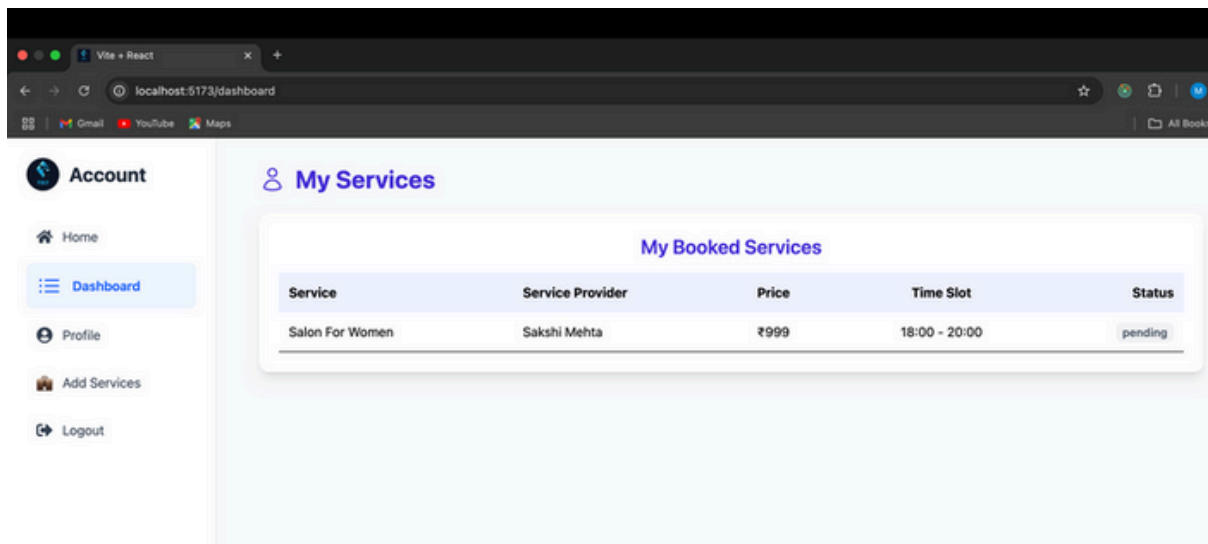 Vite + React
localhost:5173/dashboard
M
Gmail YouTube Maps All Books
Account
Home
Dashboard
Profile
Add Services
Logout
My Services
My Booked Services
Service Service Provider Price Time Slot Status
Salon For Women Sakshi Mehta ₹999 18:00 - 20:00 pending